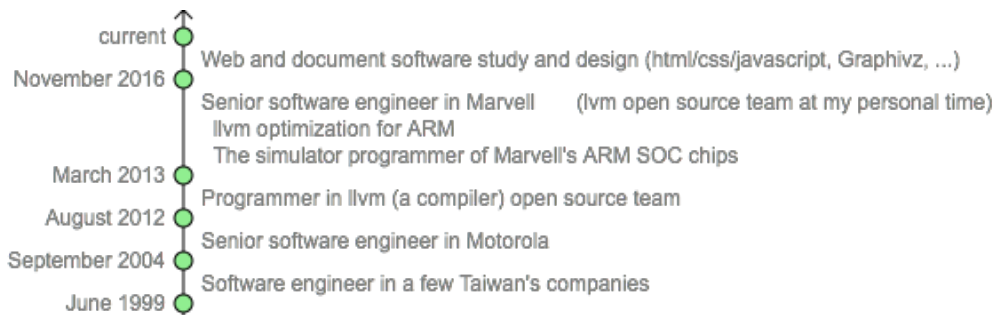 current
Web and document software study and design (html/css/javascript, Graphivz, ...)
November 2016
Senior software engineer in Marvell (lvm open source team at my personal time)
llvm optimization for ARM
The simulator programmer of Marvell's ARM SOC chips
March 2013
Programmer in llvm (a compiler) open source team
August 2012
Senior software engineer in Motorola
September 2004
Software engineer in a few Taiwan's companies
June 1999